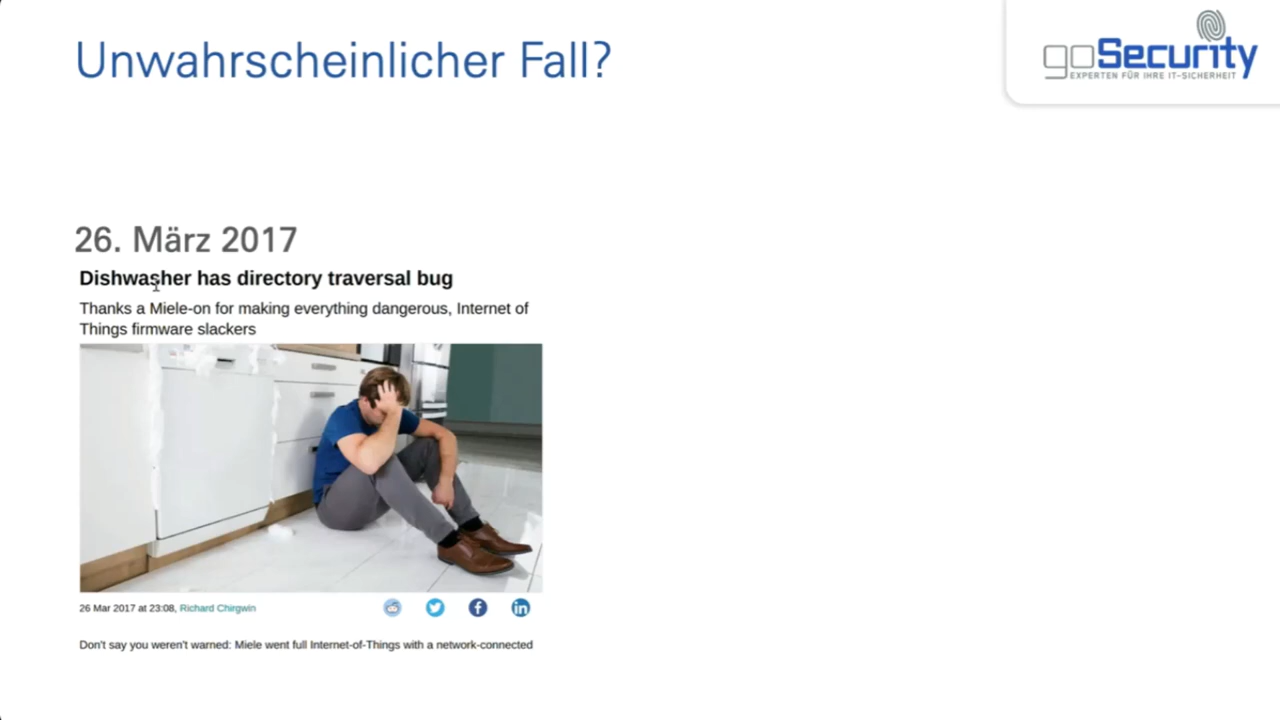 Unwahrscheinlicher Fall?
goSecurity
EXPERTEN FÜR IHRE IT-SICHERHEIT
26. März 2017
Dishwasher has directory traversal bug
Thanks a Miele-on for making everything dangerous, Internet of
Things firmware slackers
26 Mar 2017 at 23:08, Richard Chirgwin
Don't say you weren't warned: Miele went full Internet-of-Things with a network-connected